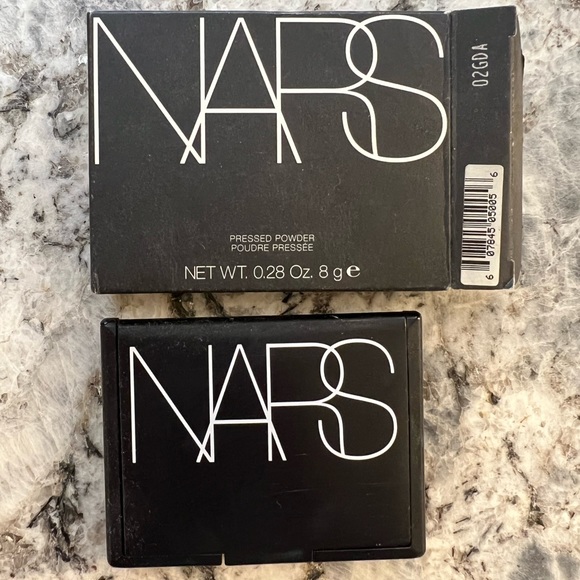 NARS
PRESSED POWDER
POUDRE PRESSÉE
NET WT. 0.28 Oz. 8 g e
02GDA
6 07845 05005 6
NARS